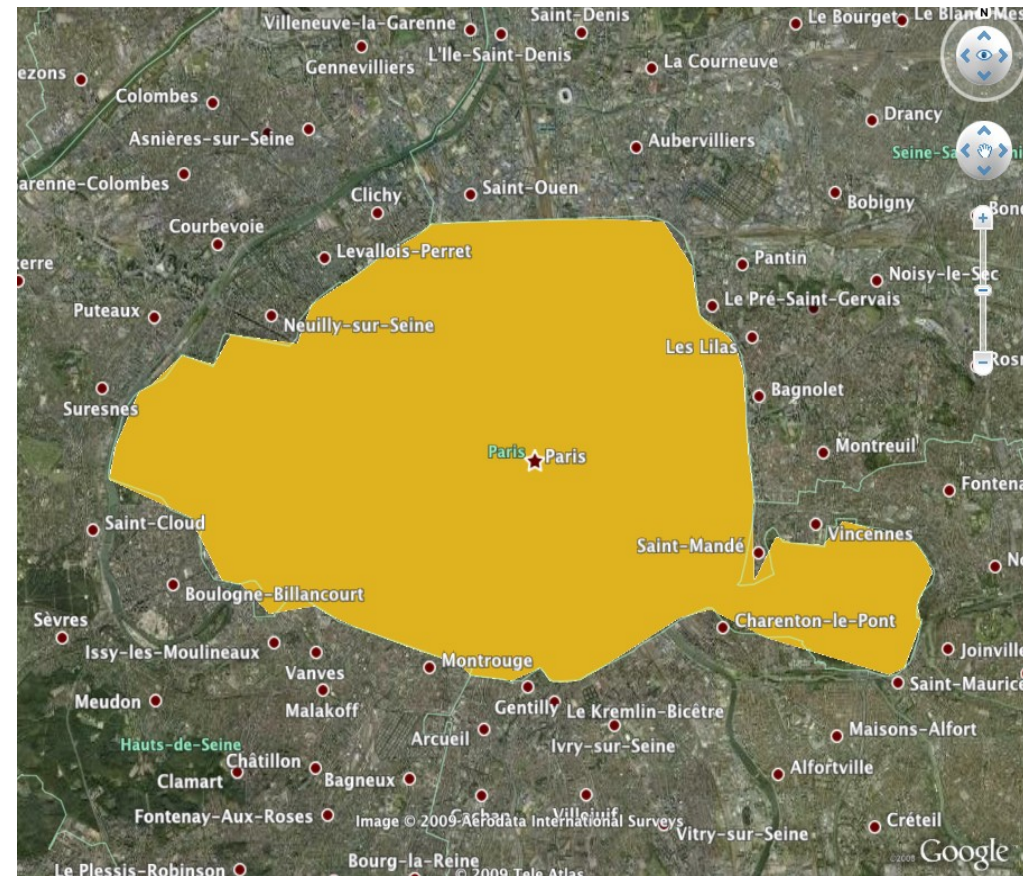 Villeneuve-la-Garenne
Saint-Denis
Le Bourget
L'Ile-Saint-Denis
Gennevilliers
La Courneuve
N
Colombes
Drancy
Asnières-sur-Seine
Aubervilliers
Clichy
Saint-Ouen
Bobigny
Courbevoie
Levallois-Perret
Pantin
Noisy-le-Sec
Puteaux
Le Pré-Saint-Gervais
Neuilly-sur-Seine
Les Lilas
Suresnes
Bagnolet
Montreuil
Paris
Paris
Saint-Cloud
Vincennes
Saint-Mandé
Boulogne-Billancourt
Sèvres
Charenton-le-Pont
Issy-les-Moulineaux
Vanves
Montrouge
Saint-Maurice
Meudon
Malakoff
Gentilly
Le Kremlin-Bicêtre
Arcueil
Ivry-sur-Seine
Maisons-Alfort
Hauts-de-Seine
Châtillon
Clamart
Bagneux
Alfortville
Fontenay-Aux-Roses
Cachan
Villejuif
Image © 2009 Aerodata International Surveys
Vitry-sur-Seine
Créteil
Bourg-la-Reine
Le Plessis-Robinson
© 2009 Tele Atlas
Google